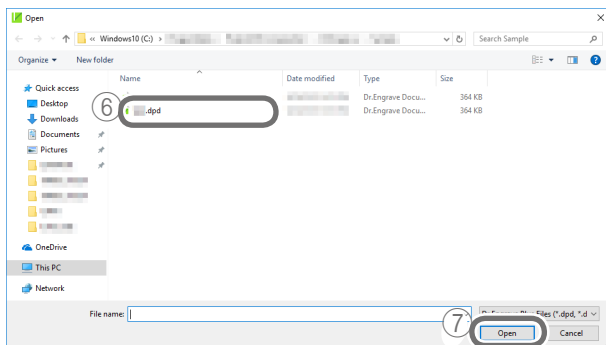 Open
« Windows10 (C:) ›
Search Sample
Organize
New folder
Name
Date modified
Type
Size
Quick access
Desktop
Downloads
Documents
Pictures
OneDrive
This PC
Network
Dr.Engrave Docu...
364 KB
6
.dpd
Dr.Engrave Docu...
364 KB
File name:
Files (*.dpd, *.d
7
Open
Cancel